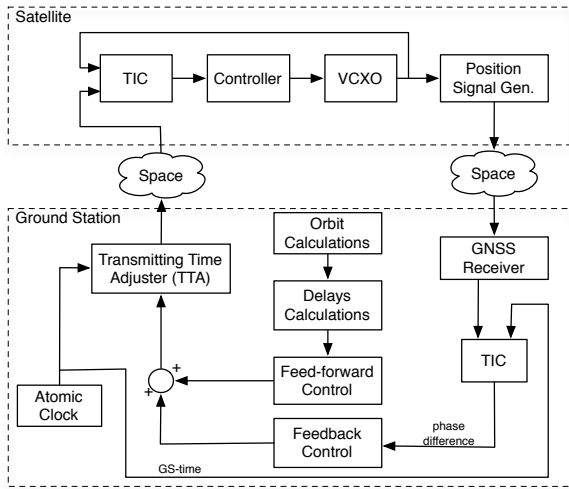 Satellite
TIC
Controller
VCXO
Position
Signal Gen.
Space
Space
Ground Station
Transmitting Time
Adjuster (TTA)
Orbit
Calculations
GNSS
Receiver
Delays
Calculations
TIC
+
+
Feed-forward
Control
Atomic
Clock
Feedback
Control
phase
difference
GS-time